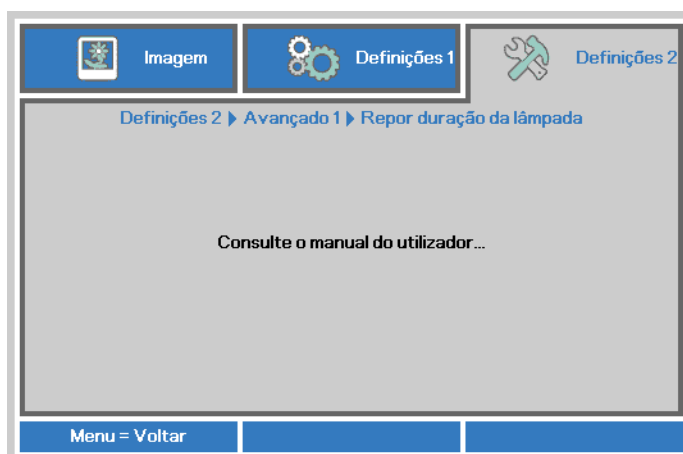 Imagem
Definições 1
Definições 2
Definições 2 Avançado 1 Repor duração da lâmpada
Consulte o manual do utilizador...
Menu = Voltar